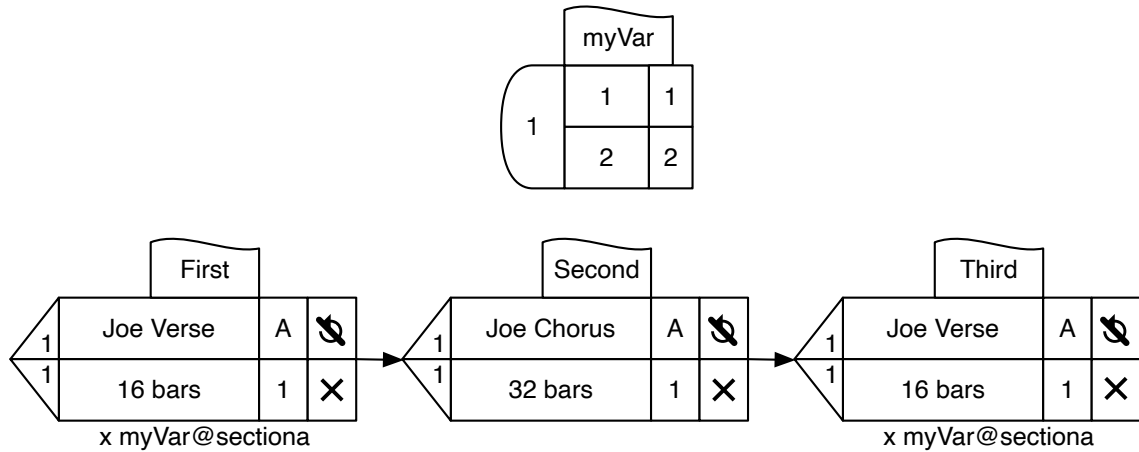 myVar
1 1 1
2 2
First Second Third
1 Joe Verse A 1 Joe Chorus A 1 Joe Verse A
1 16 bars 1 1 32 bars 1 1 16 bars 1
x myVar@sectiona x myVar@sectiona